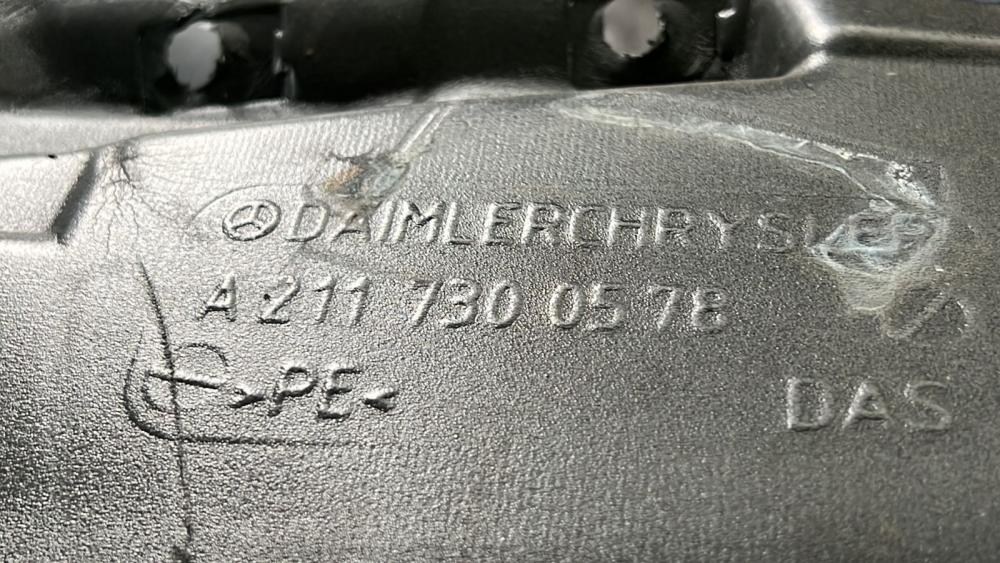 DAIMLERCHRYSLER
A 211 730 05 78
>PE<
DAS